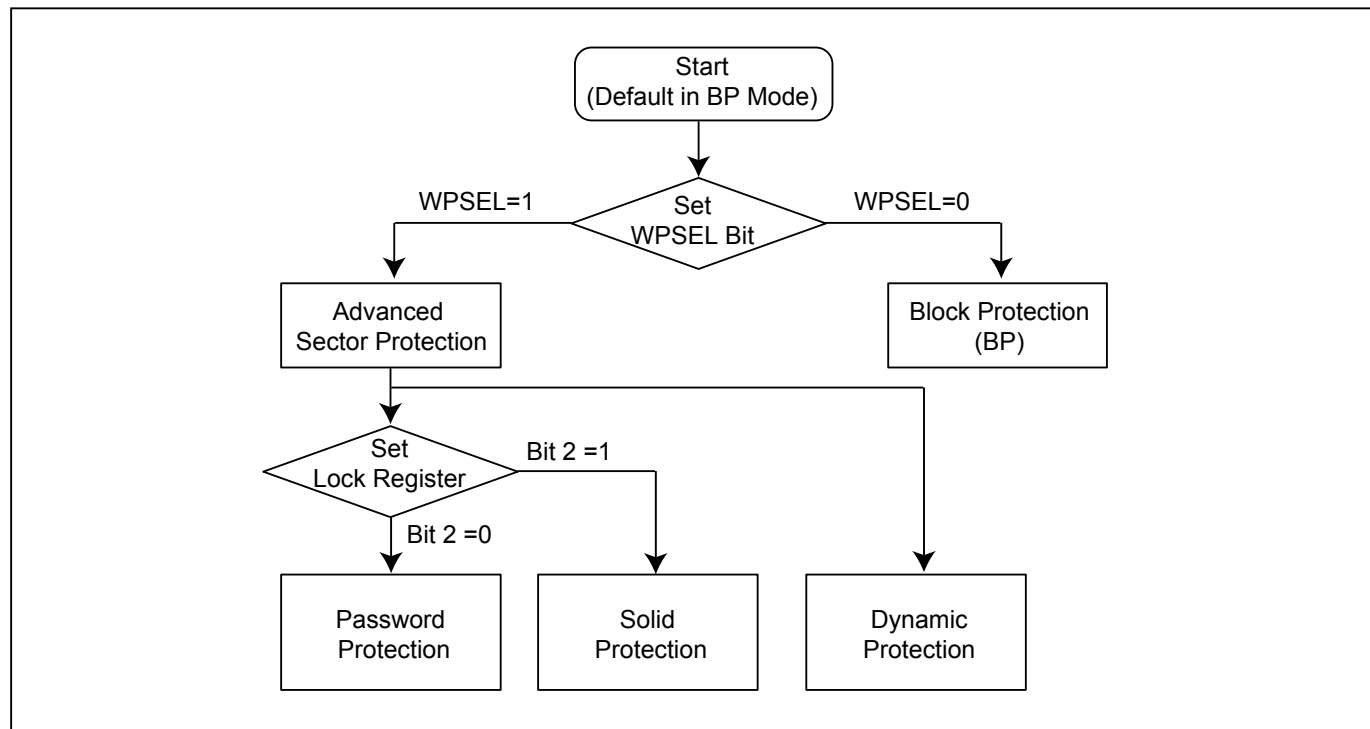 Start
(Default in BP Mode)
WPSEL=1
Set
WPSEL Bit
WPSEL=0
Advanced
Sector Protection
Block Protection
(BP)
Set
Lock Register
Bit 2 =1
Bit 2 =0
Password
Protection
Solid
Protection
Dynamic
Protection